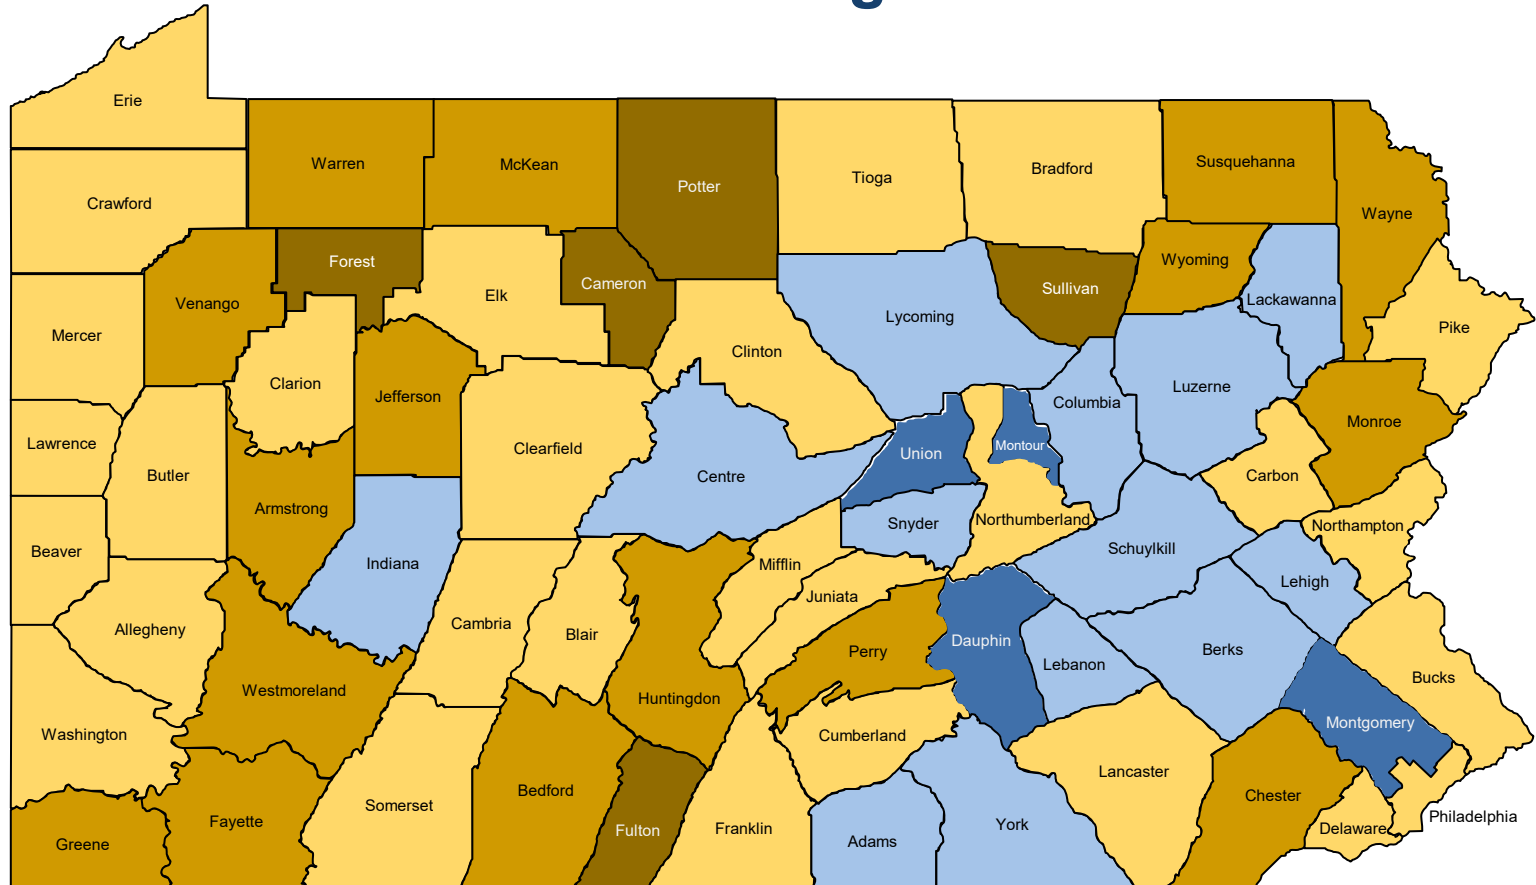 g
Erie
Warren
McKean
Potter
Tioga
Bradford
Susquehanna
Wayne
Crawford
Forest
Cameron
Elk
Venango
Sullivan
Wyoming
Lackawanna
Mercer
Lycoming
Pike
Clinton
Clarion
Jefferson
Luzerne
Columbia
Monroe
Lawrence
Butler
Clearfield
Centre
Union
Montour
Carbon
Armstrong
Snyder
Northumberland
Northampton
Beaver
Indiana
Mifflin
Schuylkill
Lehigh
Juniata
Allegheny
Cambria
Blair
Perry
Dauphin
Lebanon
Berks
Westmoreland
Huntingdon
Bucks
Washington
Cumberland
Montgomery
Lancaster
Somerset
Bedford
Chester
Greene
Fayette
Fulton
Franklin
Adams
York
Delaware
Philadelphia